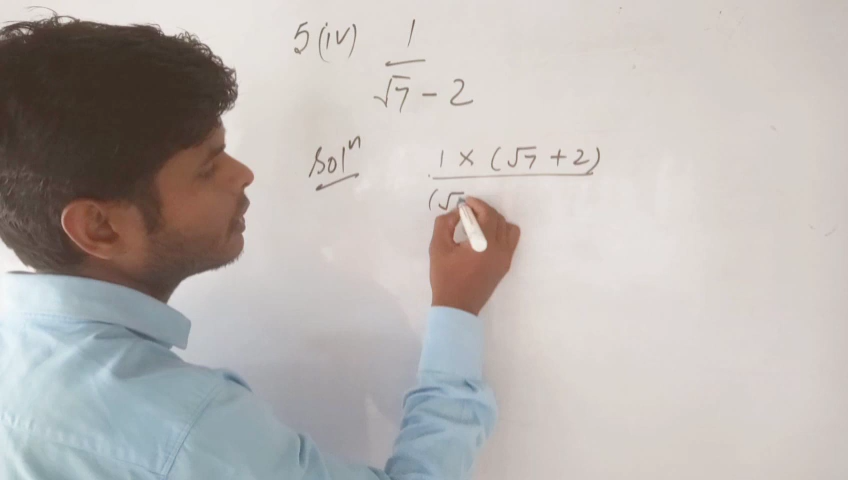 5(iv) 1
√7 - 2
Solⁿ 1 × (√7 + 2)
(√